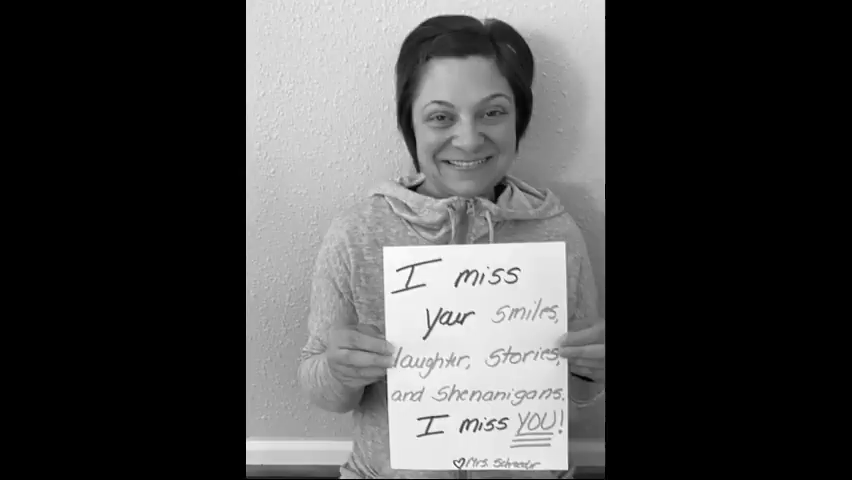 I miss
your smiles,
laughter, stories,
and shenanigans.
I miss YOU!
♡Mrs. Schroeder